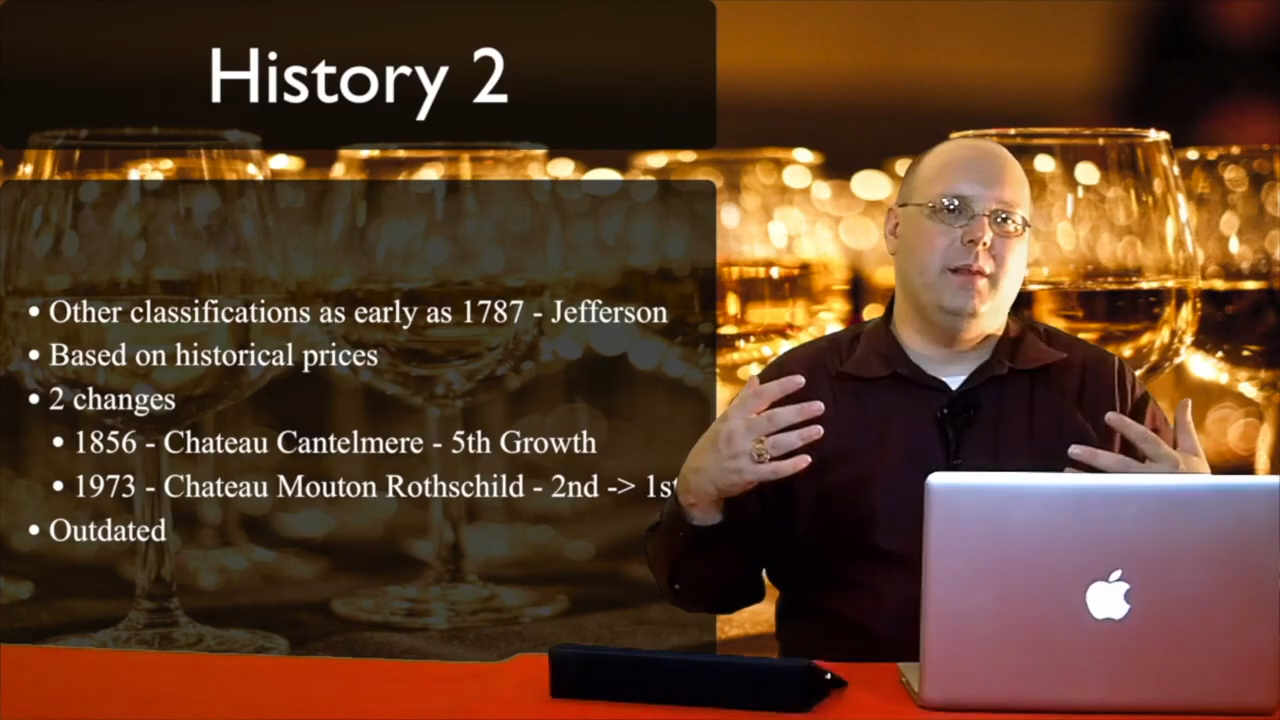 History 2
• Other classifications as early as 1787 - Jefferson
• Based on historical prices
• 2 changes
• 1856 - Chateau Cantelmere - 5th Growth
• 1973 - Chateau Mouton Rothschild - 2nd -> 1st
• Outdated